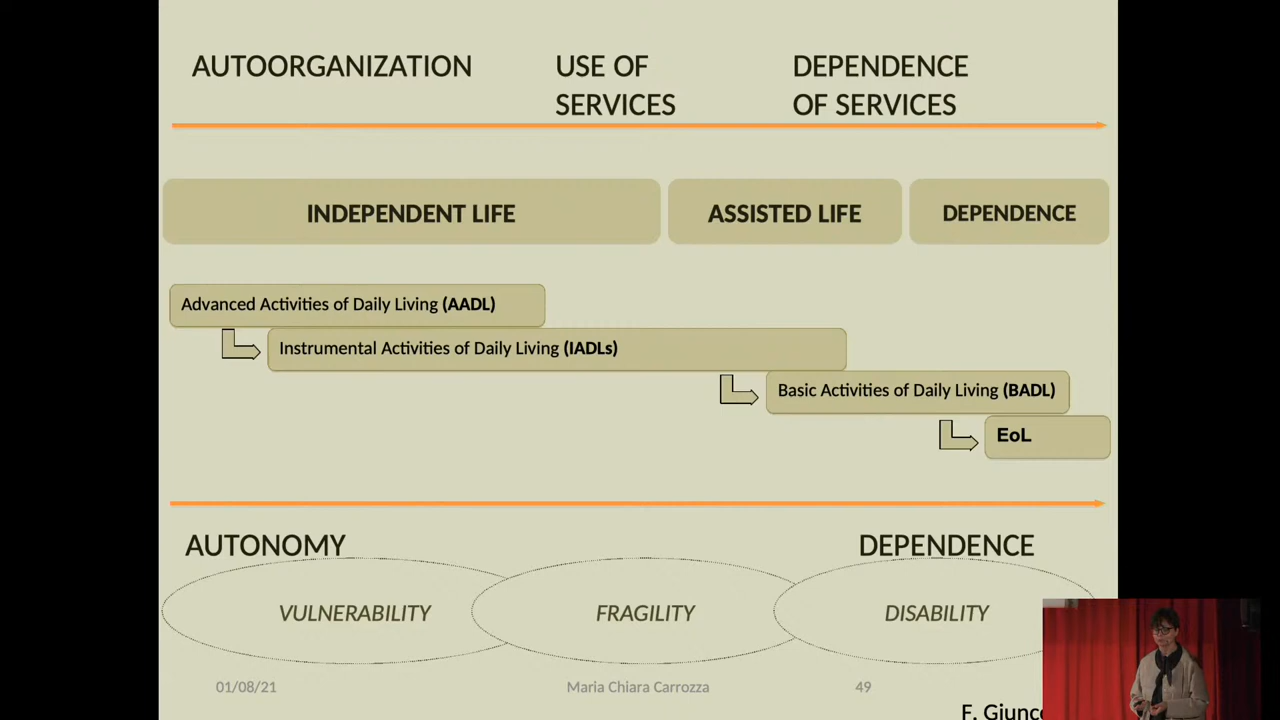 AUTOORGANIZATION
USE OF
SERVICES
DEPENDENCE
OF SERVICES
INDEPENDENT LIFE
ASSISTED LIFE
DEPENDENCE
Advanced Activities of Daily Living (AADL)
Instrumental Activities of Daily Living (IADLs)
Basic Activities of Daily Living (BADL)
EoL
AUTONOMY
DEPENDENCE
VULNERABILITY
FRAGILITY
DISABILITY
01/08/21
Maria Chiara Carrozza
49
F.